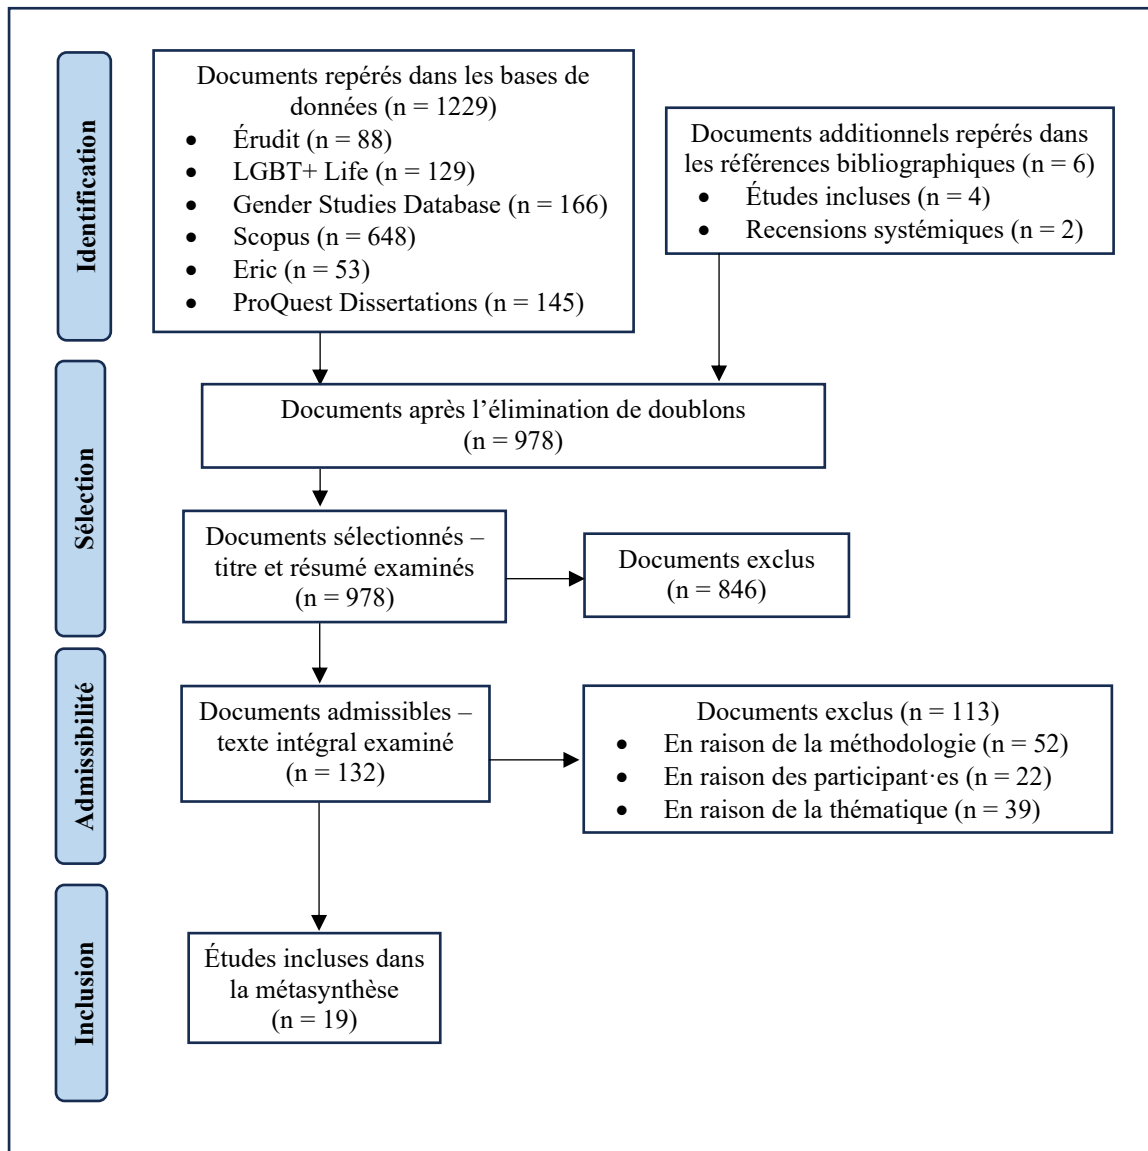 Identification
Documents repérés dans les bases de
données (n = 1229)
• Érudit (n = 88)
• LGBT+ Life (n = 129)
• Gender Studies Database (n = 166)
• Scopus (n = 648)
• Eric (n = 53)
• ProQuest Dissertations (n = 145)
Documents additionnels repérés dans
les références bibliographiques (n = 6)
• Études incluses (n = 4)
• Recensions systémiques (n = 2)
Sélection
Documents après l’élimination de doublons
(n = 978)
Documents sélectionnés –
titre et résumé examinés
(n = 978)
Documents exclus
(n = 846)
Admissibilité
Documents admissibles –
texte intégral examiné
(n = 132)
Documents exclus (n = 113)
• En raison de la méthodologie (n = 52)
• En raison des participant·es (n = 22)
• En raison de la thématique (n = 39)
Inclusion
Études incluses dans
la métasynthèse
(n = 19)